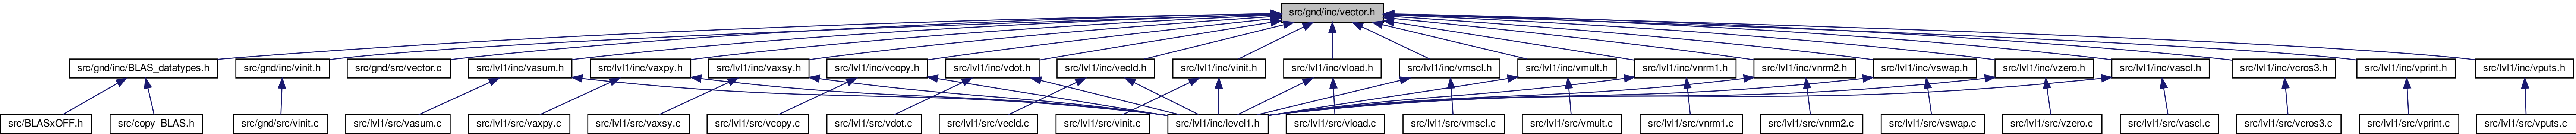 src/gnd/inc/vector.h
src/gnd/inc/BLAS_datatypes.h
src/gnd/inc/vinit.h
src/gnd/src/vector.c
src/lvl1/inc/vasum.h
src/lvl1/inc/vaxpy.h
src/lvl1/inc/vaxsy.h
src/lvl1/inc/vcopy.h
src/lvl1/inc/vdot.h
src/lvl1/inc/vecld.h
src/lvl1/inc/vinit.h
src/lvl1/inc/vload.h
src/lvl1/inc/vmscl.h
src/lvl1/inc/vmult.h
src/lvl1/inc/vnrm1.h
src/lvl1/inc/vnrm2.h
src/lvl1/inc/vswap.h
src/lvl1/inc/vzero.h
src/lvl1/inc/vascl.h
src/lvl1/inc/vcros3.h
src/lvl1/inc/vprint.h
src/lvl1/inc/vputs.h
src/BLASxOFF.h
src/copy_BLAS.h
src/gnd/src/vinit.c
src/lvl1/src/vasum.c
src/lvl1/src/vaxpy.c
src/lvl1/src/vaxsy.c
src/lvl1/src/vcopy.c
src/lvl1/src/vdot.c
src/lvl1/src/vecld.c
src/lvl1/src/vinit.c
src/lvl1/inc/level1.h
src/lvl1/src/vload.c
src/lvl1/src/vmscl.c
src/lvl1/src/vmult.c
src/lvl1/src/vnrm1.c
src/lvl1/src/vnrm2.c
src/lvl1/src/vswap.c
src/lvl1/src/vzero.c
src/lvl1/src/vascl.c
src/lvl1/src/vcros3.c
src/lvl1/src/vprint.c
src/lvl1/src/vputs.c